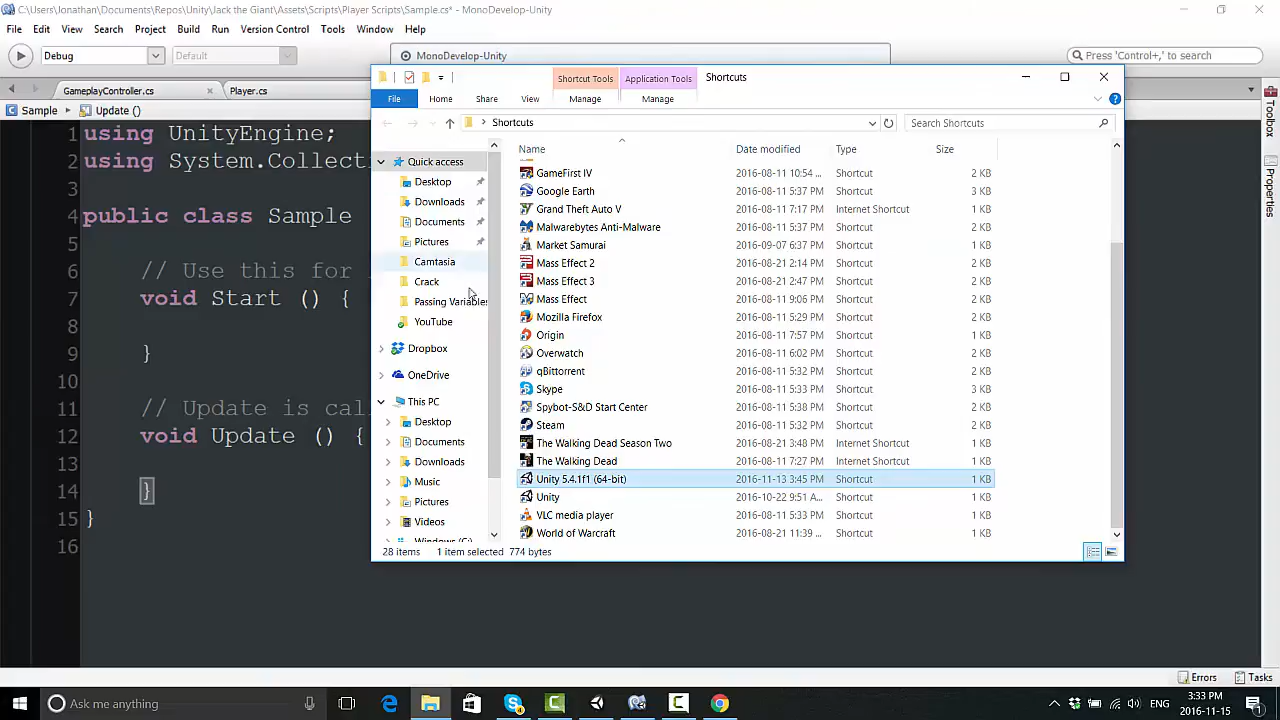 C:\Users\Jonathan\Documents\Repos\Unity\Jack the Giant\Assets\Scripts\Player Scripts\Sample.cs* - MonoDevelop-Unity
File Edit View Search Project Build Run Version Control Tools Window Help
Debug Default MonoDevelop-Unity Press 'Control+,' to search
GameplayController.cs Player.cs
Sample Update ()
1 using UnityEngine;
2 using System.Collect
3
4 public class Sample
5
6 // Use this for
7 void Start () {
8
9 }
10
11 // Update is cal
12 void Update () {
13
14 }
15 }
16
Toolbox
Properties
Shortcut Tools Application Tools Shortcuts
File Home Share View Manage Manage
Shortcuts Search Shortcuts
Quick access
Desktop
Downloads
Documents
Pictures
Camtasia
Crack
Passing Variables
YouTube
Dropbox
OneDrive
This PC
Desktop
Documents
Downloads
Music
Pictures
Videos
Name Date modified Type Size
GameFirst IV 2016-08-11 10:54 ... Shortcut 2 KB
Google Earth 2016-08-11 5:37 PM Shortcut 3 KB
Grand Theft Auto V 2016-08-11 7:17 PM Internet Shortcut 1 KB
Malwarebytes Anti-Malware 2016-08-11 5:37 PM Shortcut 2 KB
Market Samurai 2016-09-07 6:37 PM Shortcut 2 KB
Mass Effect 2 2016-08-21 2:14 PM Shortcut 2 KB
Mass Effect 3 2016-08-21 2:47 PM Shortcut 2 KB
Mass Effect 2016-08-11 9:06 PM Shortcut 2 KB
Mozilla Firefox 2016-08-11 5:29 PM Shortcut 2 KB
Origin 2016-08-11 7:57 PM Shortcut 1 KB
Overwatch 2016-08-11 6:02 PM Shortcut 2 KB
qBittorrent 2016-08-11 5:32 PM Shortcut 2 KB
Skype 2016-08-11 5:33 PM Shortcut 3 KB
Spybot-S&D Start Center 2016-08-11 5:38 PM Shortcut 2 KB
Steam 2016-08-11 5:32 PM Shortcut 2 KB
The Walking Dead Season Two 2016-08-21 3:48 PM Internet Shortcut 1 KB
The Walking Dead 2016-08-11 7:27 PM Internet Shortcut 1 KB
Unity 5.4.1f1 (64-bit) 2016-11-13 3:45 PM Shortcut 1 KB
Unity 2016-10-22 9:51 A... Shortcut 1 KB
VLC media player 2016-08-11 5:33 PM Shortcut 1 KB
World of Warcraft 2016-08-21 11:39 ... Shortcut 2 KB
28 items 1 item selected 774 bytes
Errors Tasks
Ask me anything
ENG
3:33 PM
2016-11-15